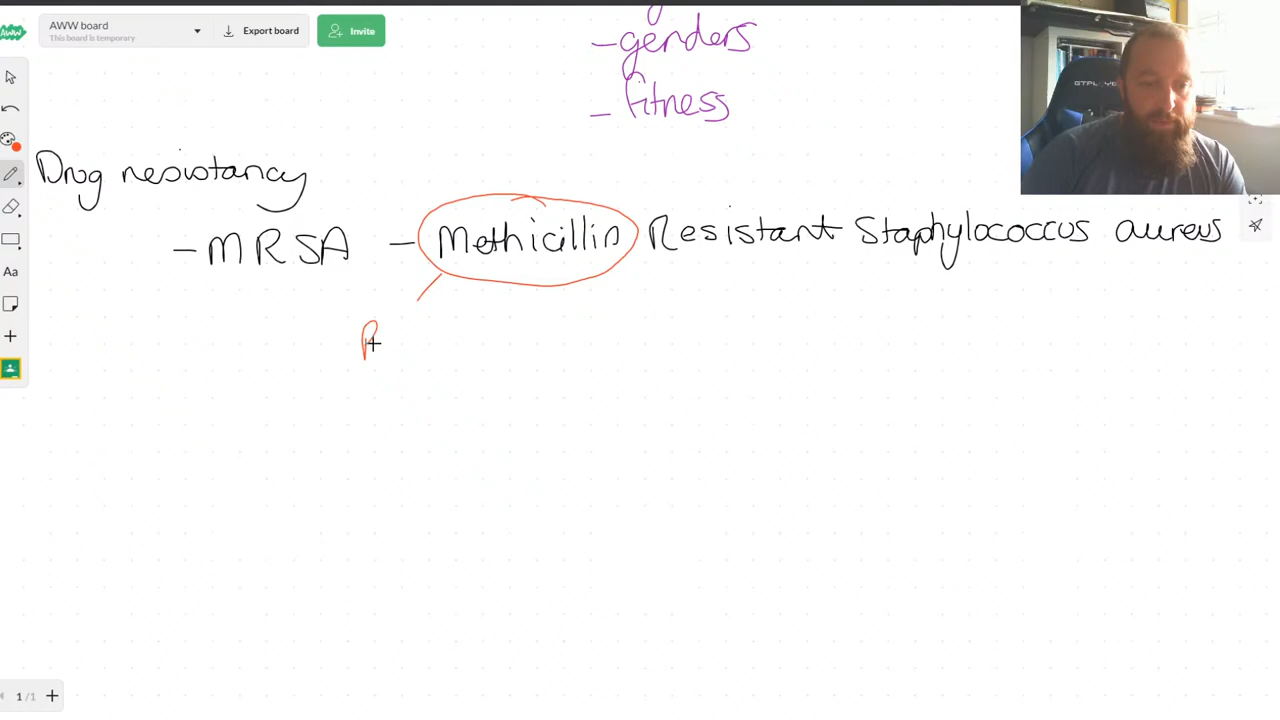 AWW board
This board is temporary
Export board
Invite
- genders
- fitness
Drug resistancy
- MRSA - Methicillin Resistant Staphylococcus aureus
Aa
1/1